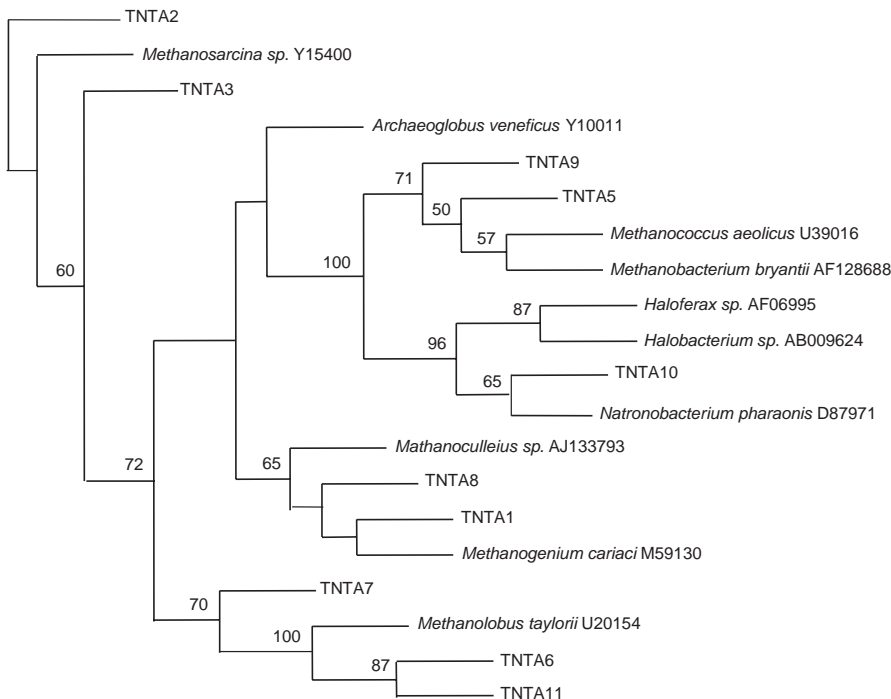 TNTA2
Methanosarcina sp. Y15400
TNTA3
Archaeoglobus veneficus Y10011
TNTA9
71
TNTA5
50
Methanococcus aeolicus U39016
57
Methanobacterium bryantii AF128688
60
100
Haloferax sp. AF06995
87
Halobacterium sp. AB009624
96
TNTA10
65
Natronobacterium pharaonis D87971
Mathanoculleius sp. AJ133793
72
65
TNTA8
TNTA1
Methanogenium cariaci M59130
TNTA7
70
Methanolobus taylorii U20154
100
TNTA6
87
TNTA11